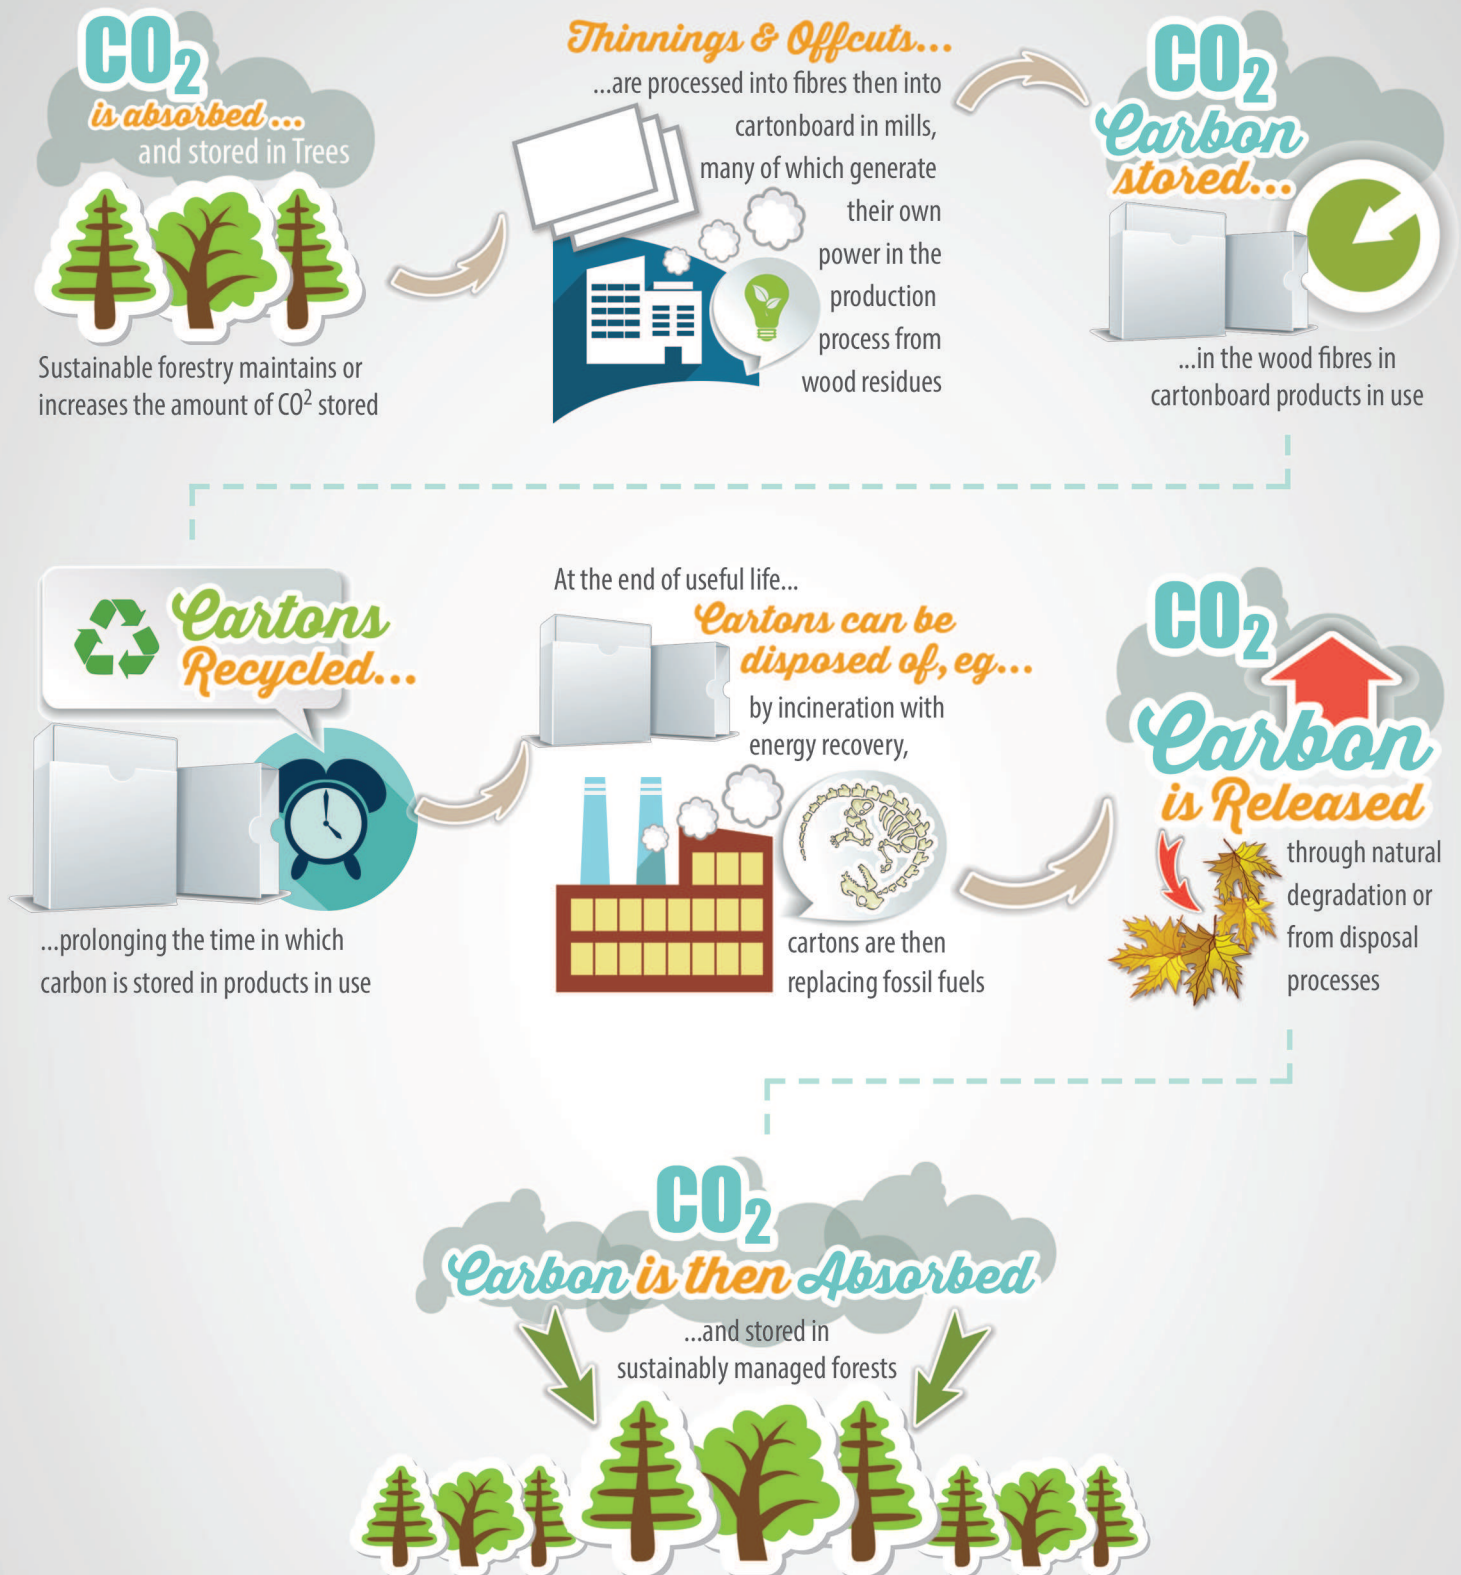 CO2
is absorbed ...
and stored in Trees
Sustainable forestry maintains or
increases the amount of CO² stored
Thinnings & Offcuts...
...are processed into fibres then into
cartonboard in mills,
many of which generate
their own
power in the
production
process from
wood residues
CO2
Carbon
stored...
...in the wood fibres in
cartonboard products in use
Cartons
Recycled...
...prolonging the time in which
carbon is stored in products in use
At the end of useful life...
Cartons can be
disposed of, eg...
by incineration with
energy recovery,
cartons are then
replacing fossil fuels
CO2
Carbon
is Released
through natural
degradation or
from disposal
processes
CO2
Carbon is then Absorbed
...and stored in
sustainably managed forests